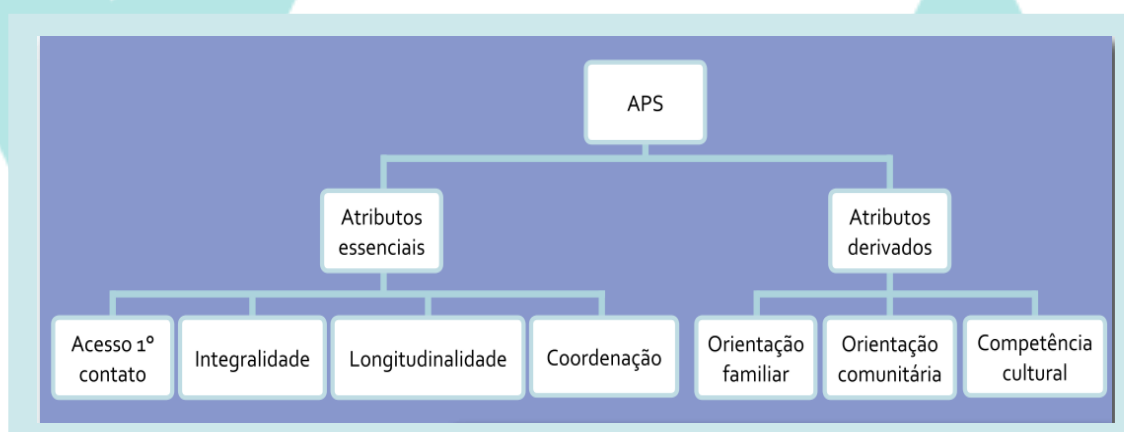 APS
Atributos
essenciais
Atributos
derivados
Acesso 1º
contato
Integralidade
Longitudinalidade
Coordenação
Orientação
familiar
Orientação
comunitária
Competência
cultural